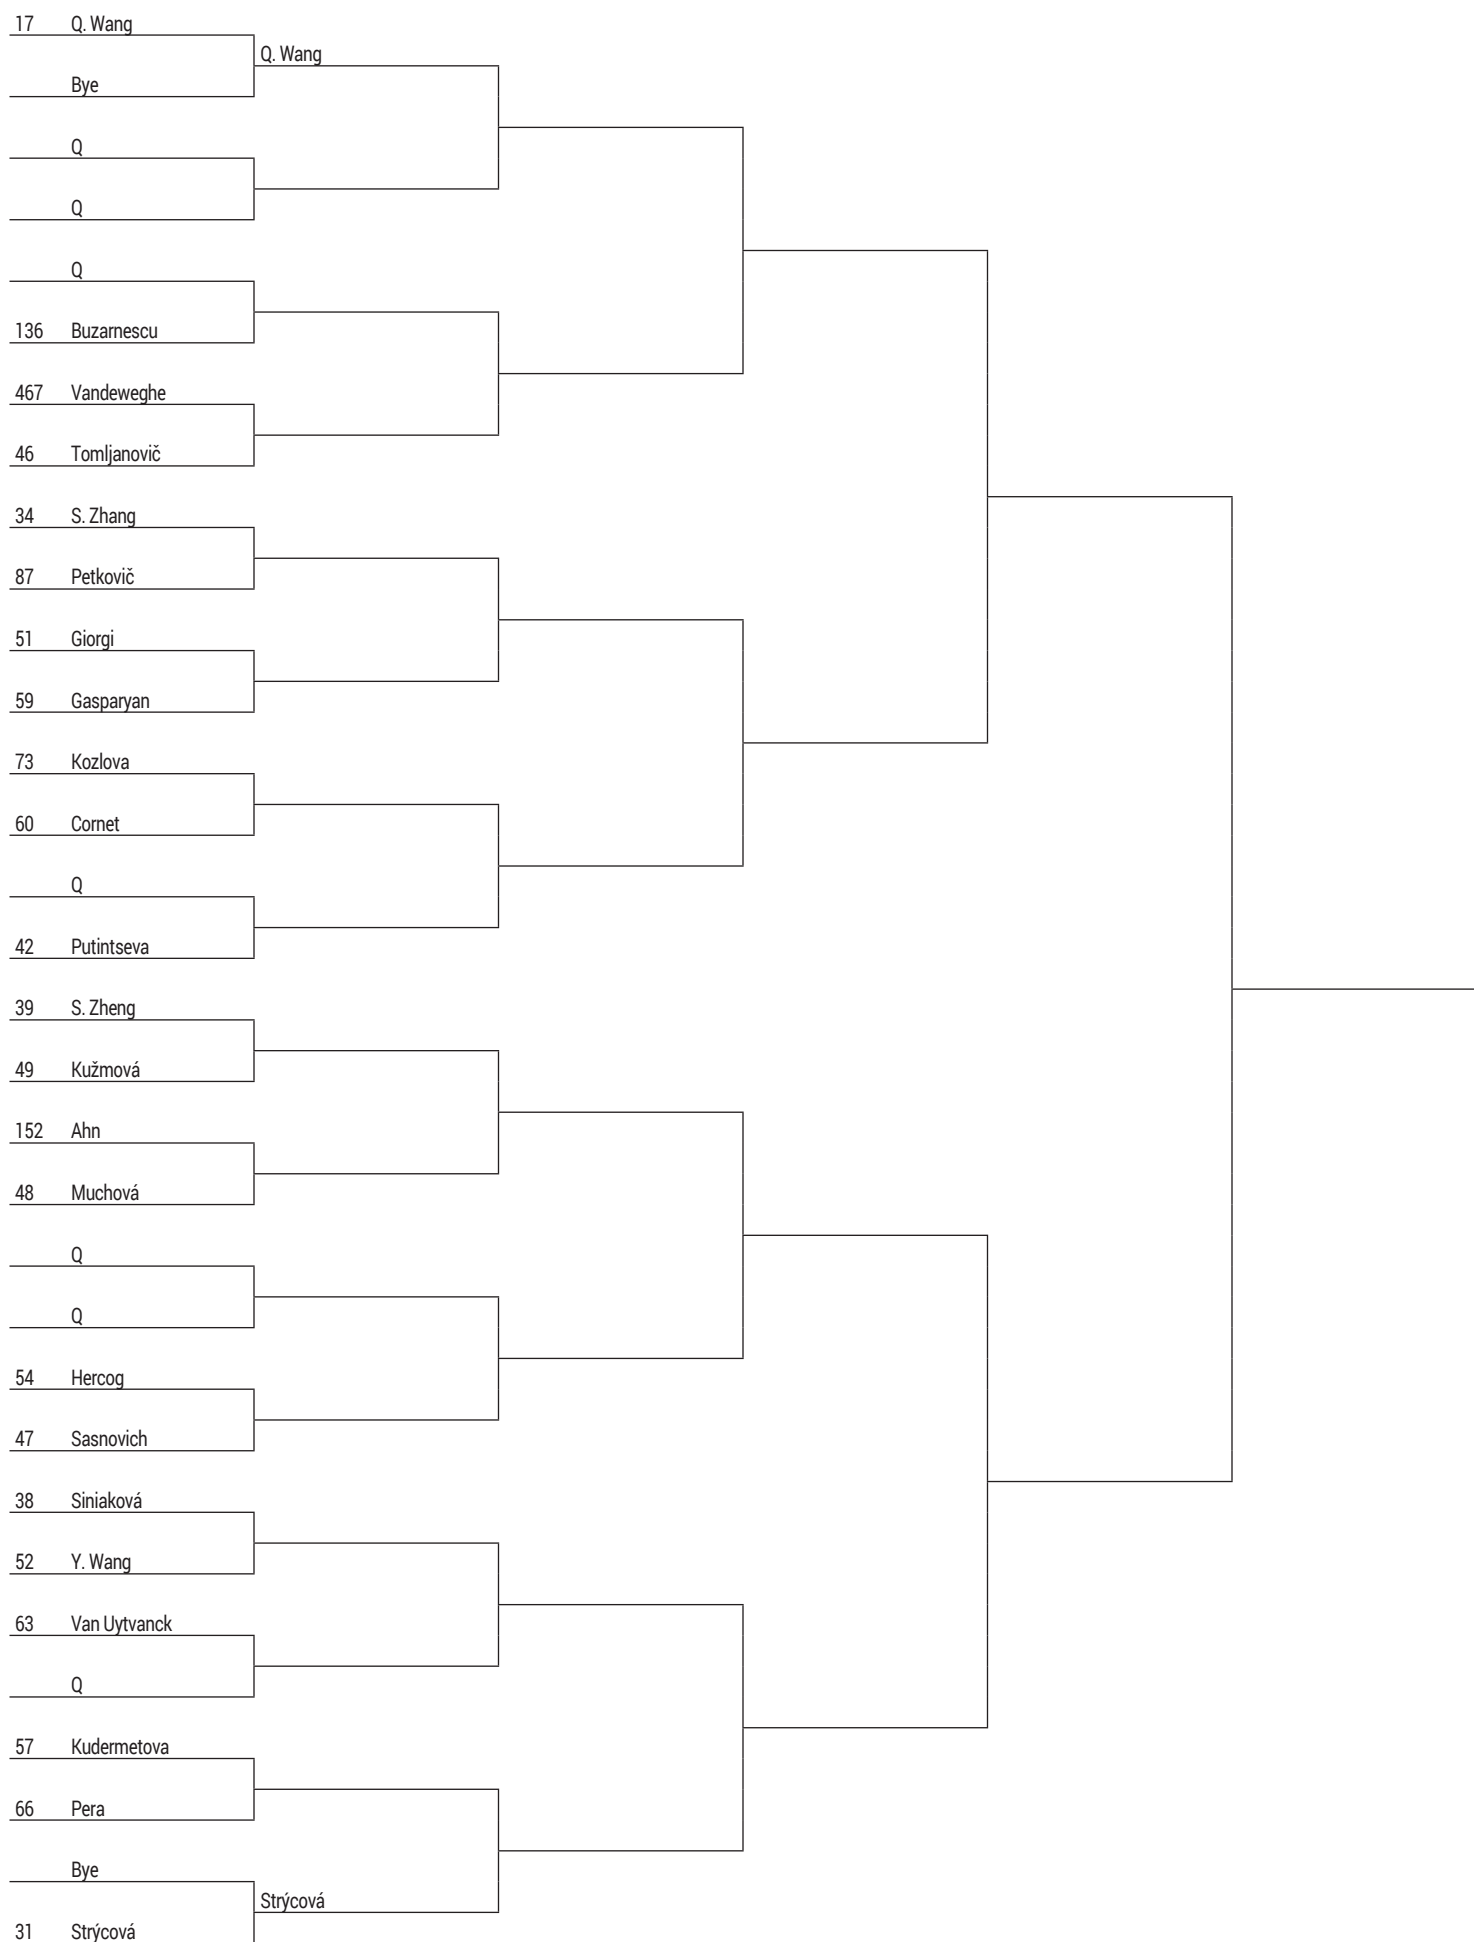 17 Q. Wang
Q. Wang
Bye
Q
Q
Q
136 Buzarnescu
467 Vandeweghe
46 Tomljanovič
34 S. Zhang
87 Petkovič
51 Giorgi
59 Gasparyan
73 Kozlova
60 Cornet
Q
42 Putintseva
39 S. Zheng
49 Kužmová
152 Ahn
48 Muchová
Q
Q
54 Hercog
47 Sasnovich
38 Siniaková
52 Y. Wang
63 Van Uytvanck
Q
57 Kudermetova
66 Pera
Bye
Strýcová
31 Strýcová